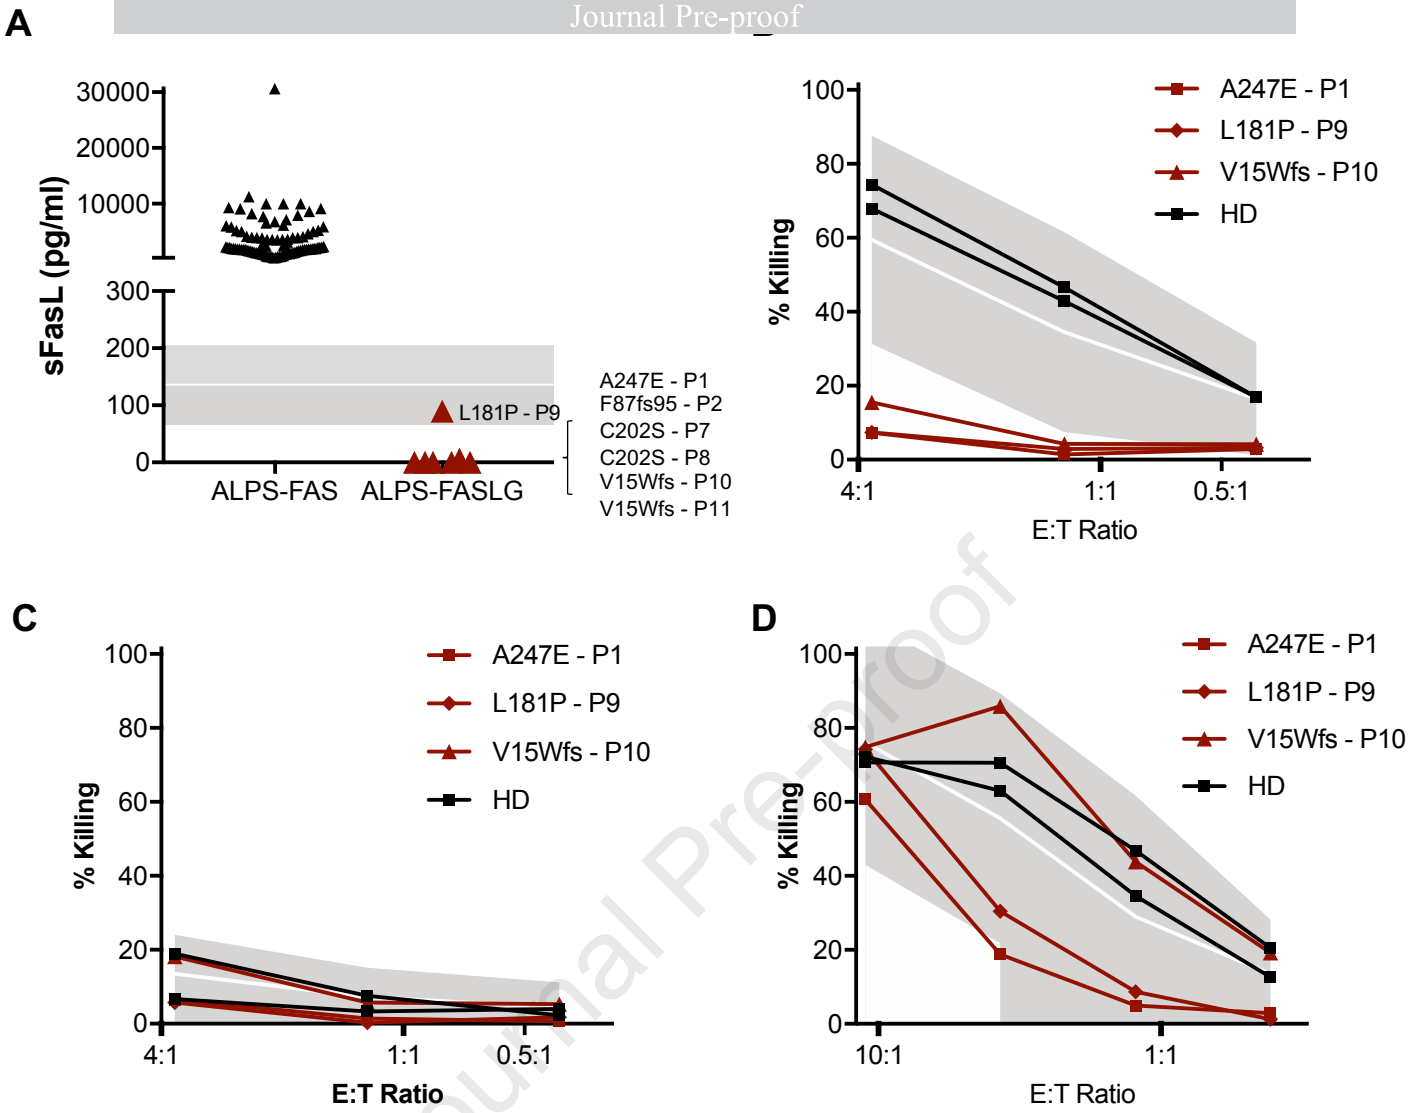 Journal Pre-proof
A
sFasL (pg/ml)
30000
20000
10000
300
200
100
0
L181P - P9
A247E - P1
F87fs95 - P2
C202S - P7
C202S - P8
V15Wfs - P10
V15Wfs - P11
ALPS-FAS ALPS-FASLG
% Killing
100
80
60
40
20
0
4:1 1:1 0.5:1
E:T Ratio
A247E - P1
L181P - P9
V15Wfs - P10
HD
C
% Killing
100
80
60
40
20
0
4:1 1:1 0.5:1
E:T Ratio
A247E - P1
L181P - P9
V15Wfs - P10
HD
D
% Killing
100
80
60
40
20
0
10:1 1:1
E:T Ratio
A247E - P1
L181P - P9
V15Wfs - P10
HD
Journal Pre-proof